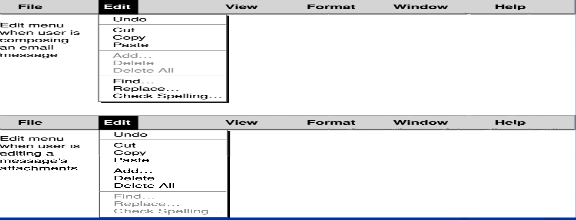 File Edit View Format Window Help
Edit menu
when user is
composing
an email
message
Undo
Cut
Copy
Paste
Add...
Delete
Delete All
Find...
Replace...
Check Spelling...
File Edit View Format Window Help
Edit menu
when user is
editing a
message's
attachments
Undo
Cut
Copy
Paste
Add...
Delete
Delete All
Find...
Replace...
Check Spelling